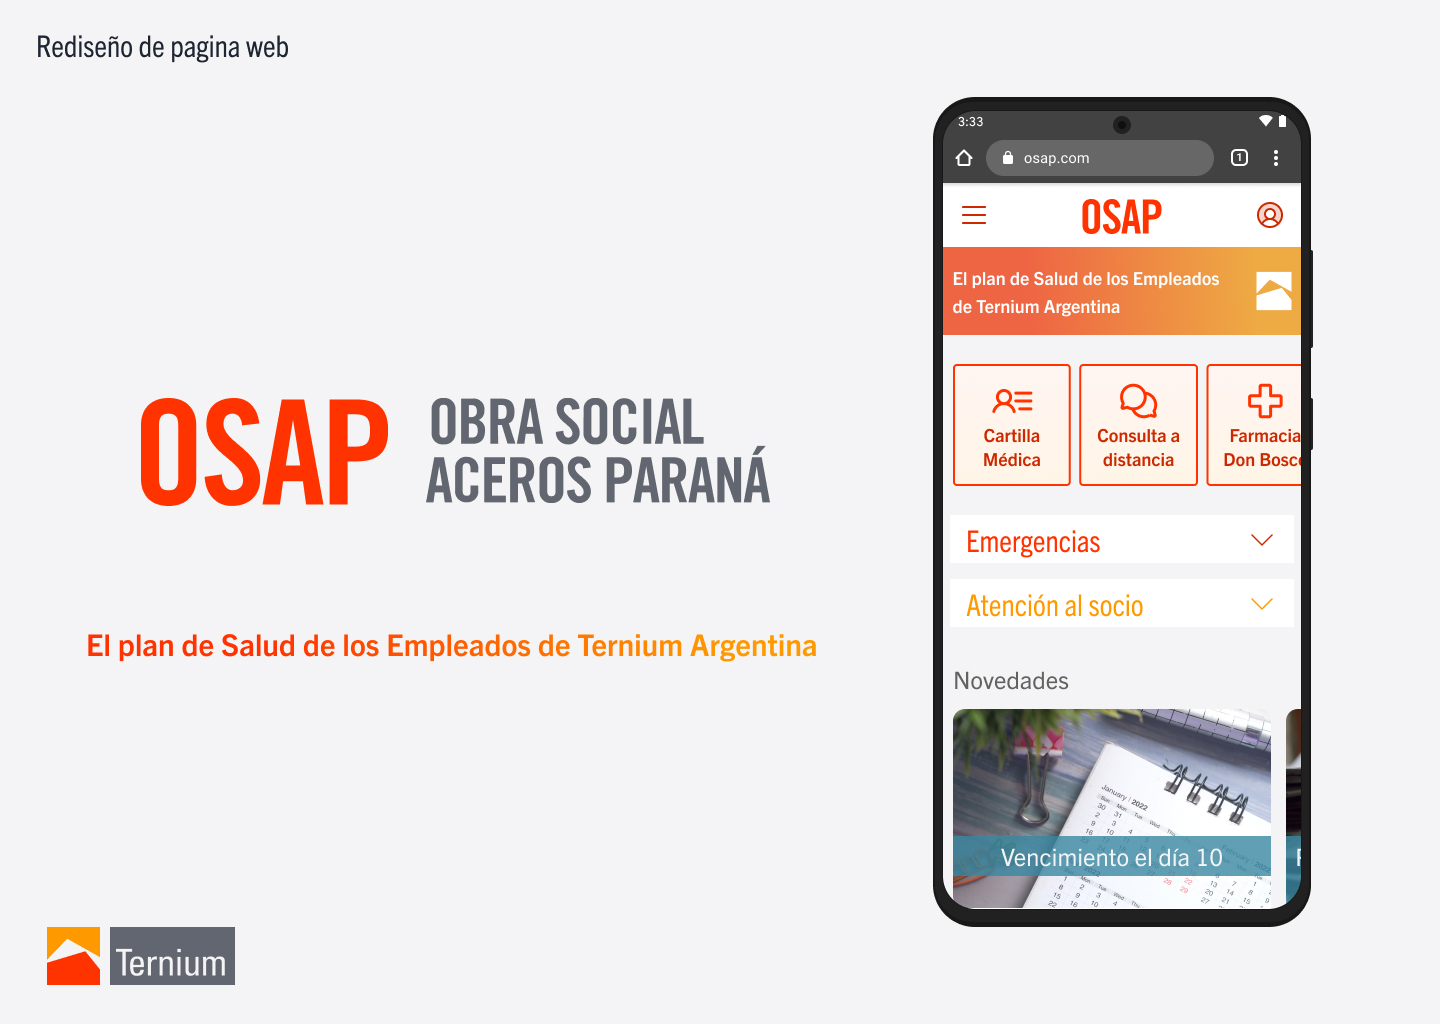 Rediseño de pagina web
OSAP
OBRA SOCIAL
ACEROS PARANÁ
El plan de Salud de los Empleados de Ternium Argentina
Ternium
3:33
osap.com
1
OSAP
El plan de Salud de los Empleados
de Ternium Argentina
Cartilla
Médica
Consulta a
distancia
Farmacia
Don Bosco
Emergencias
Atención al socio
Novedades
January | 2022
Vencimiento el día 10